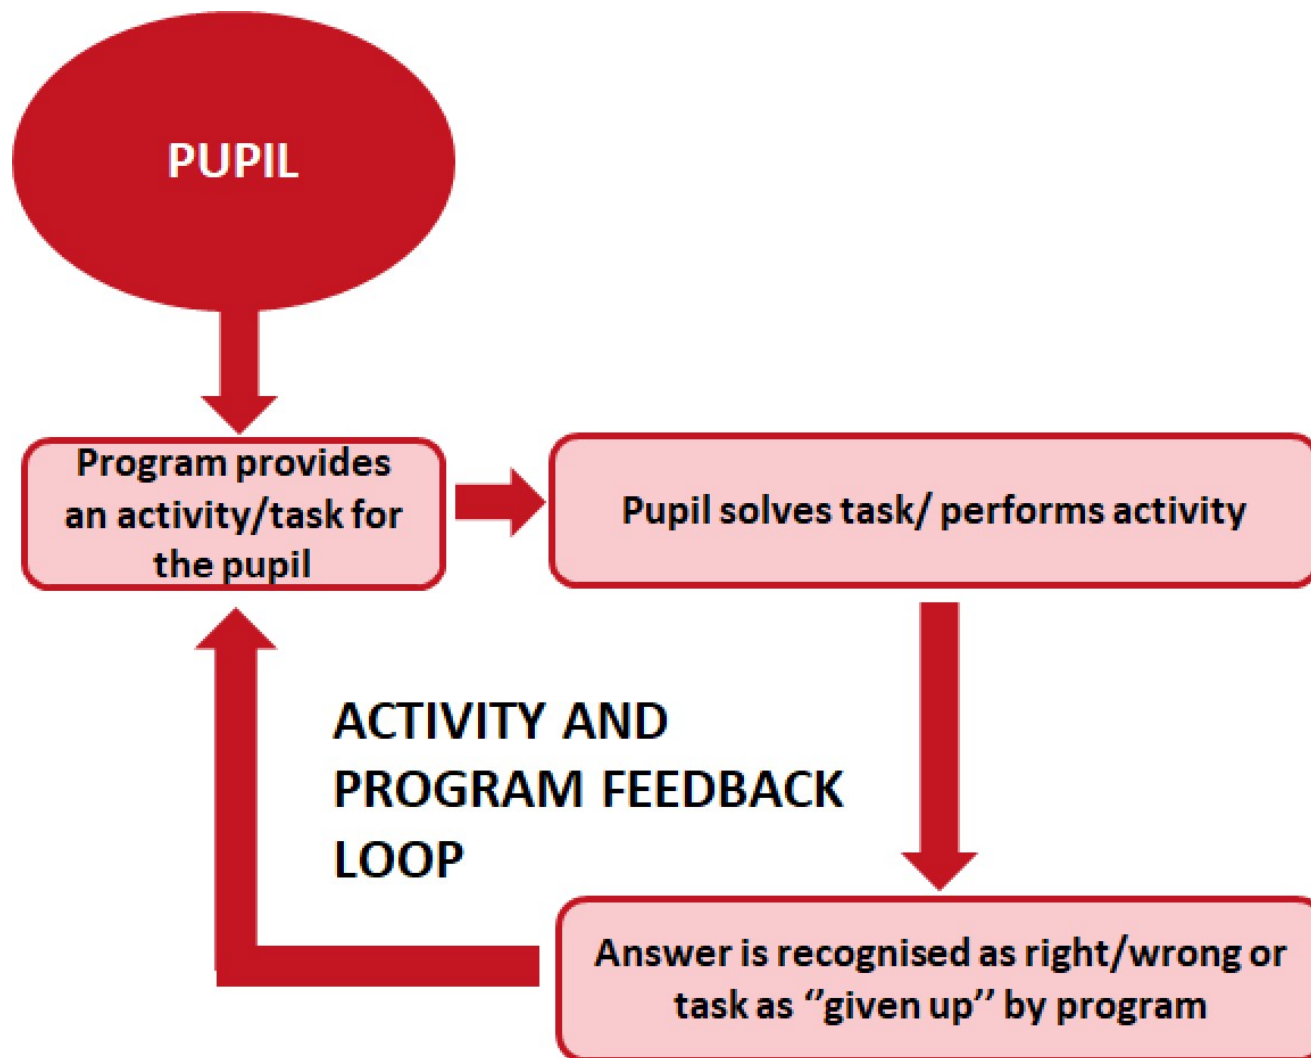 PUPIL
Program provides
an activity/task for
the pupil
Pupil solves task/ performs activity
ACTIVITY AND
PROGRAM FEEDBACK
LOOP
Answer is recognised as right/wrong or
task as ‘’given up’’ by program